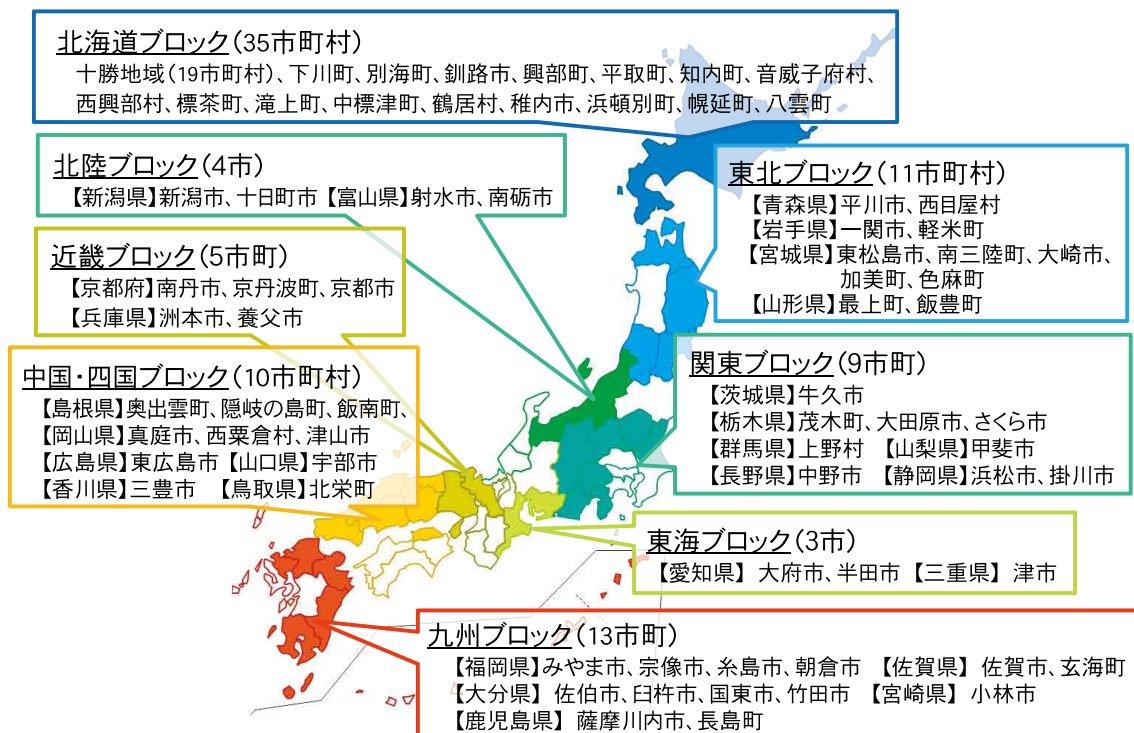 北海道ブロック(35市町村)
十勝地域(19市町村)、下川町、別海町、釧路市、興部町、平取町、知内町、音威子府村、
西興部村、標茶町、滝上町、中標津町、鶴居村、稚内市、浜頓別町、幌延町、八雲町
北陸ブロック(4市)
【新潟県】新潟市、十日町市【富山県】射水市、南砺市
東北ブロック(11市町村)
【青森県】平川市、西目屋村
【岩手県】一関市、軽米町
【宮城県】東松島市、南三陸町、大崎市、
加美町、色麻町
【山形県】最上町、飯豊町
近畿ブロック(5市町)
【京都府】南丹市、京丹波町、京都市
【兵庫県】洲本市、養父市
中国・四国ブロック(10市町村)
【島根県】奥出雲町、隠岐の島町、飯南町、
【岡山県】真庭市、西粟倉村、津山市
【広島県】東広島市【山口県】宇部市
【香川県】三豊市 【鳥取県】北栄町
関東ブロック(9市町)
【茨城県】牛久市
【栃木県】茂木町、大田原市、さくら市
【群馬県】上野村 【山梨県】甲斐市
【長野県】中野市 【静岡県】浜松市、掛川市
東海ブロック(3市)
【愛知県】大府市、半田市【三重県】津市
九州ブロック(13市町)
【福岡県】みやま市、宗像市、糸島市、朝倉市 【佐賀県】佐賀市、玄海町
【大分県】佐伯市、臼杵市、国東市、竹田市 【宮崎県】小林市
【鹿児島県】薩摩川内市、長島町